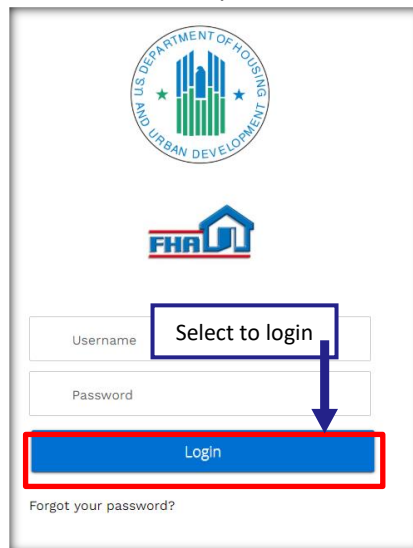 U.S. DEPARTMENT OF HOUSING
AND URBAN DEVELOPMENT
FHA
Username
Select to login
Password
Login
Forgot your password?